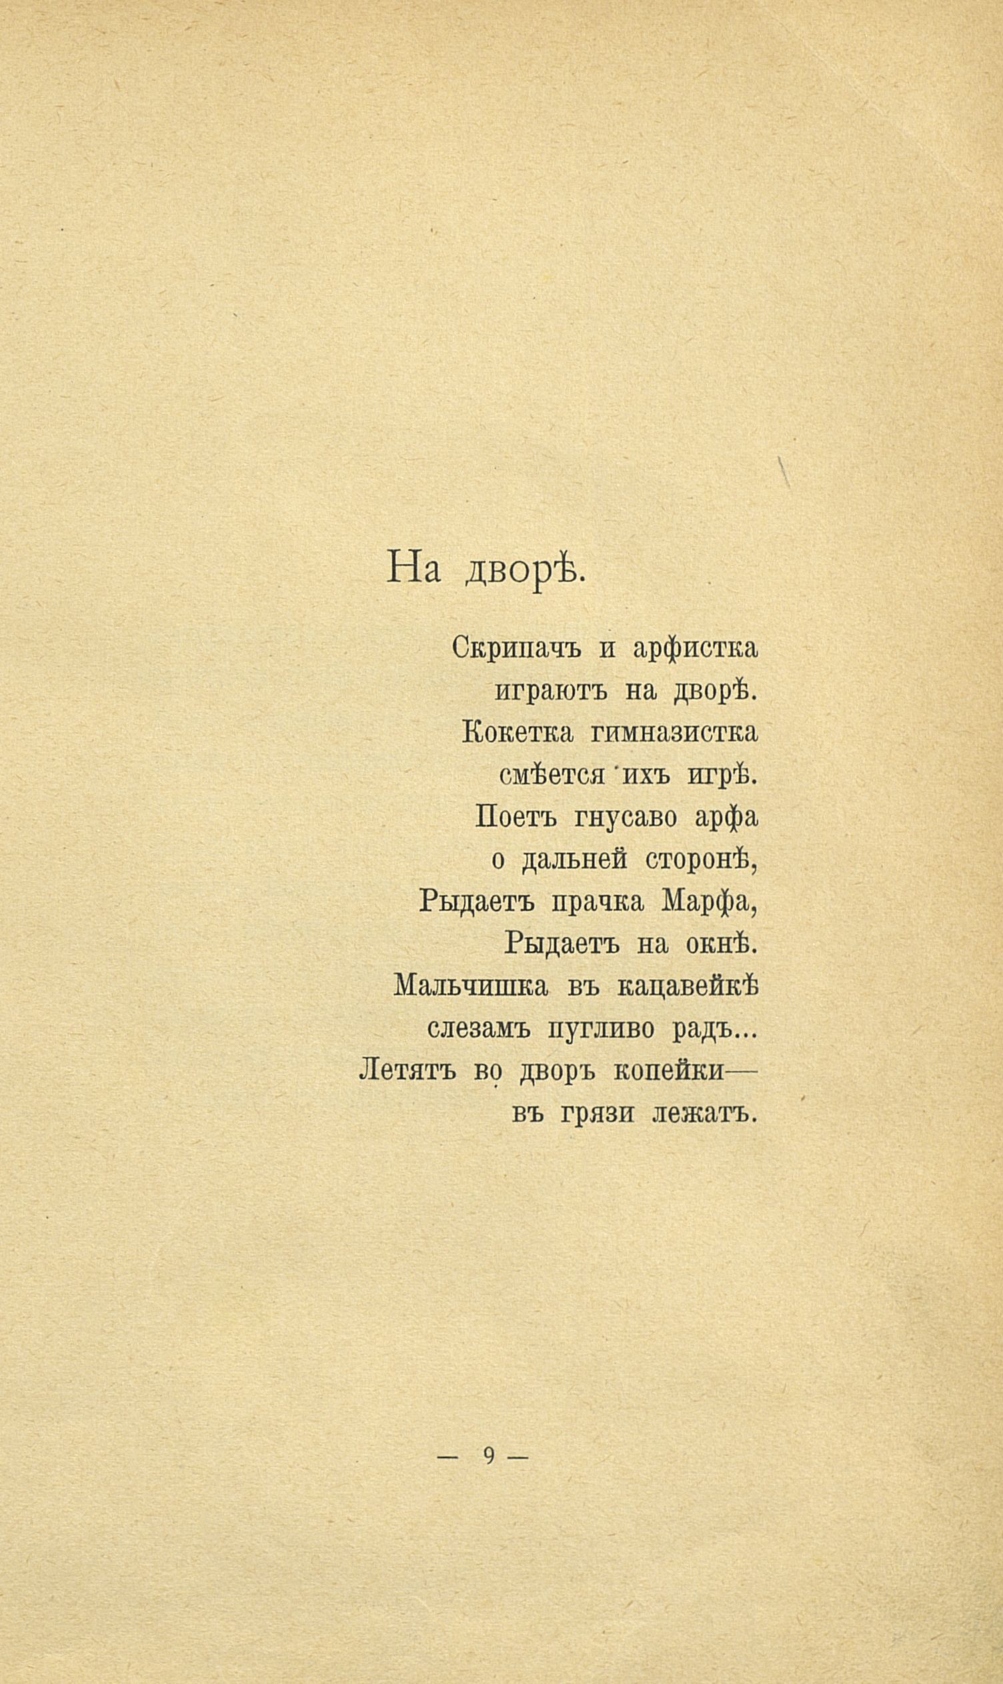 На дворѣ.
Скрипачъ и арфистка
играютъ на дворѣ.
Кокетка гимназистка
смѣется ихъ игрѣ.
Поетъ гнусаво арфа
о дальней сторонѣ,
Рыдаетъ прачка Марфа,
Рыдаетъ на окнѣ.
Мальчишка въ кацавейкѣ
слезамъ пугливо радъ...
Летятъ во дворъ копейки—
въ грязи лежатъ.
— 9 —